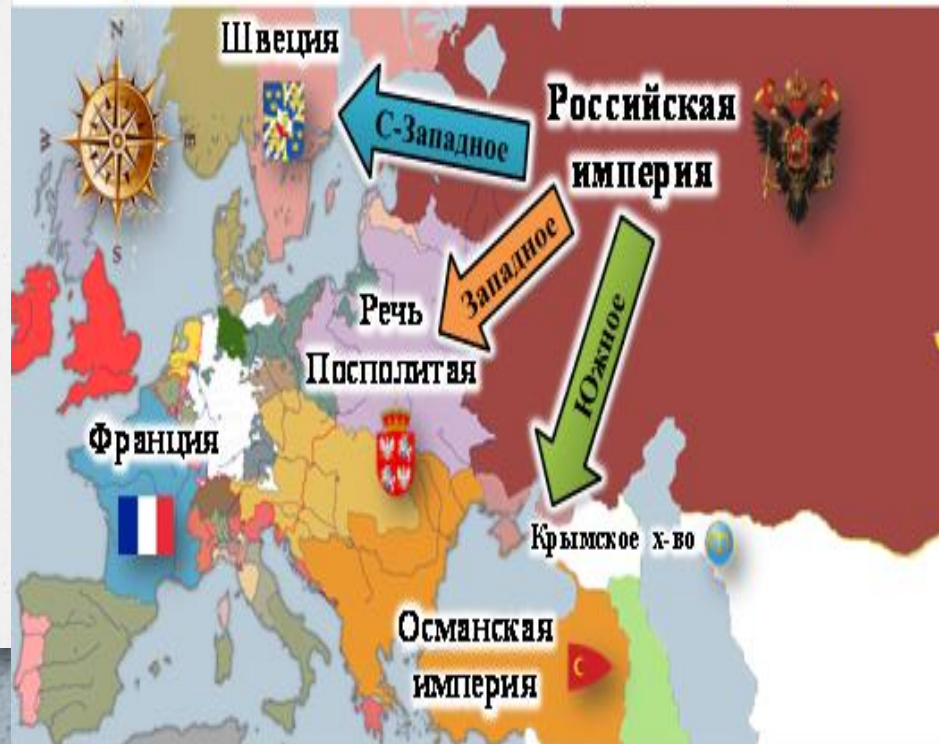 N
W
E
S
Швеция
С-Западное
Российская
империя
Западное
Южное
Речь
Посполитая
Франция
Крымское х-во
Османская
империя